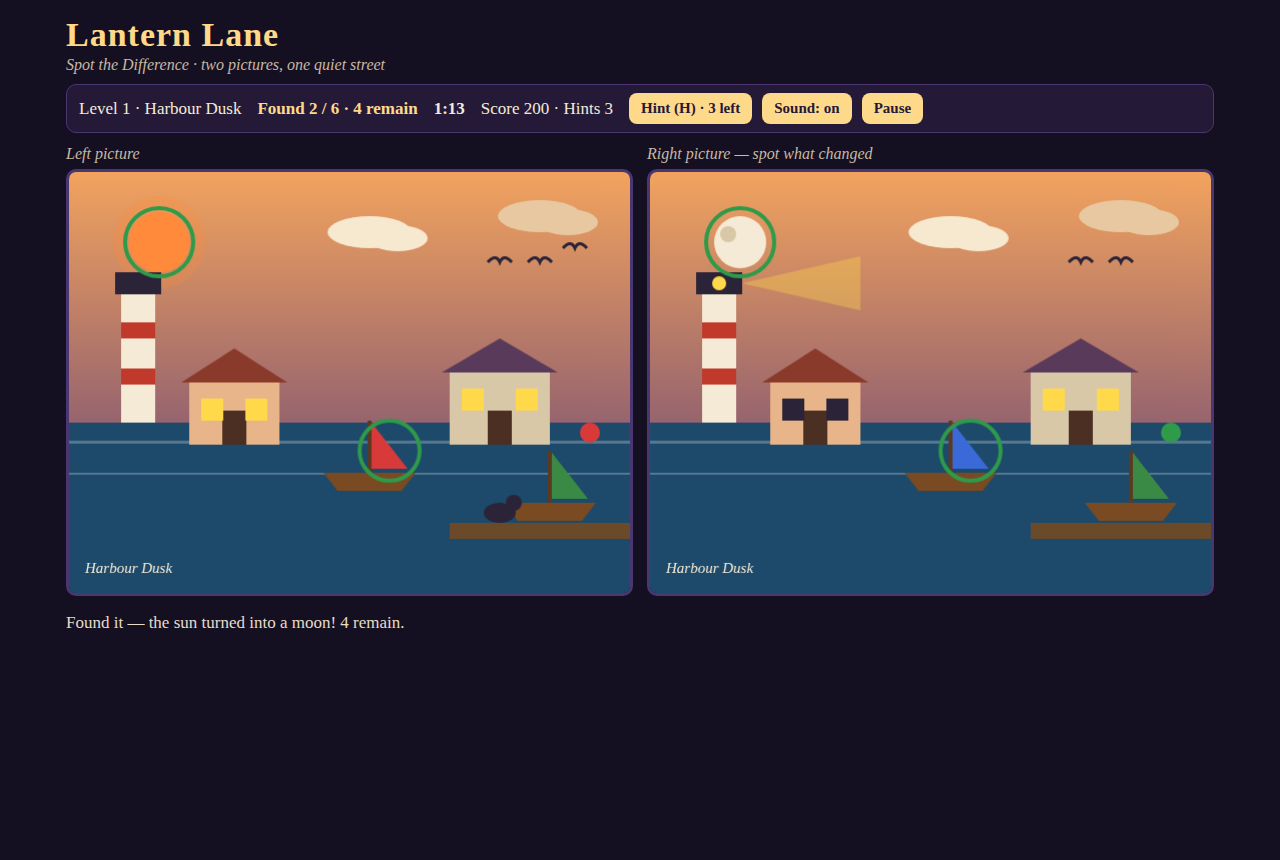 Lantern Lane
Spot the Difference · two pictures, one quiet street
Level 1 · Harbour Dusk Found 2 / 6 · 4 remain 1:13 Score 200 · Hints 3 Hint (H) · 3 left Sound: on Pause
Left picture
Right picture — spot what changed
Harbour Dusk
Harbour Dusk
Found it — the sun turned into a moon! 4 remain.